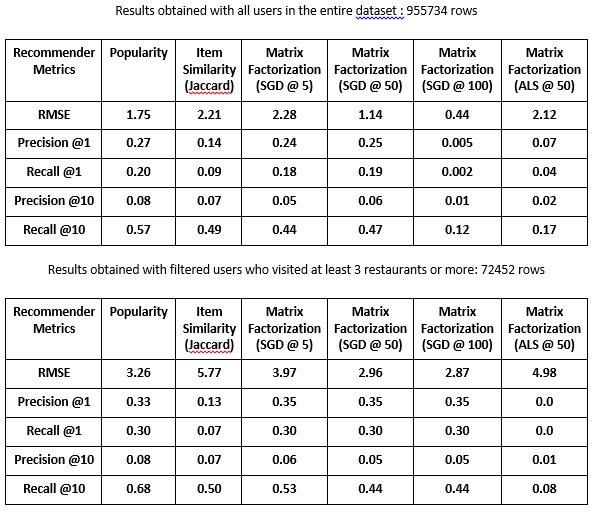 Results obtained with all users in the entire dataset : 955734 rows
Recommender Metrics Popularity Item Similarity (Jaccard) Matrix Factorization (SGD @ 5) Matrix Factorization (SGD @ 50) Matrix Factorization (SGD @ 100) Matrix Factorization (ALS @ 50)
RMSE 1.75 2.21 2.28 1.14 0.44 2.12
Precision @1 0.27 0.14 0.24 0.25 0.005 0.07
Recall @1 0.20 0.09 0.18 0.19 0.002 0.04
Precision @10 0.08 0.07 0.05 0.06 0.01 0.02
Recall @10 0.57 0.49 0.44 0.47 0.12 0.17
Results obtained with filtered users who visited at least 3 restaurants or more: 72452 rows
Recommender Metrics Popularity Item Similarity (Jaccard) Matrix Factorization (SGD @ 5) Matrix Factorization (SGD @ 50) Matrix Factorization (SGD @ 100) Matrix Factorization (ALS @ 50)
RMSE 3.26 5.77 3.97 2.96 2.87 4.98
Precision @1 0.33 0.13 0.35 0.35 0.35 0.0
Recall @1 0.30 0.07 0.30 0.30 0.30 0.0
Precision @10 0.08 0.07 0.06 0.05 0.05 0.01
Recall @10 0.68 0.50 0.53 0.44 0.44 0.08